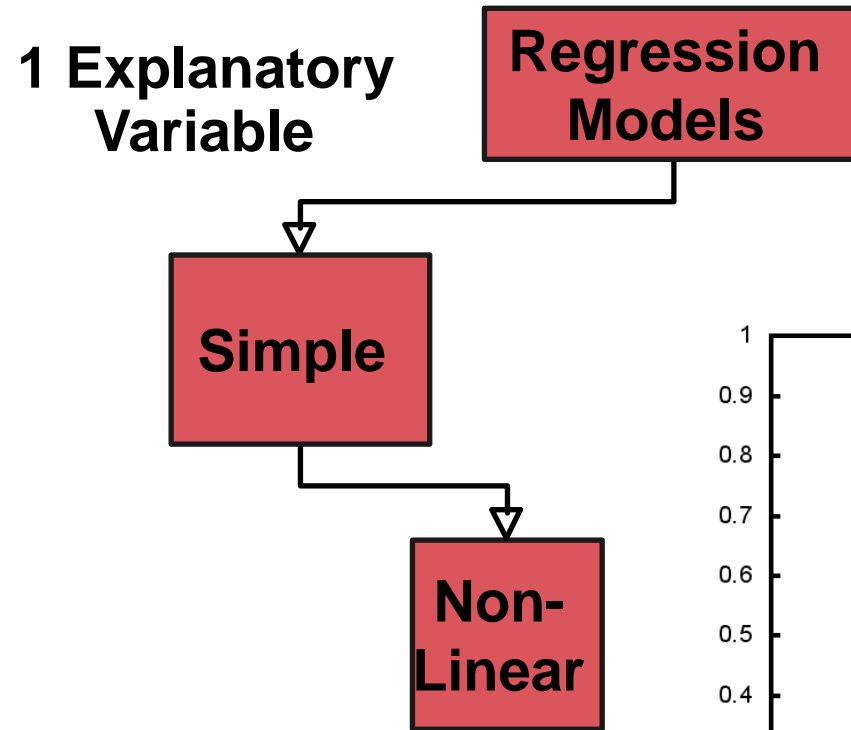 1 Explanatory
Variable
Regression
Models
Simple
Non-
Linear
1
0.9
0.8
0.7
0.6
0.5
0.4